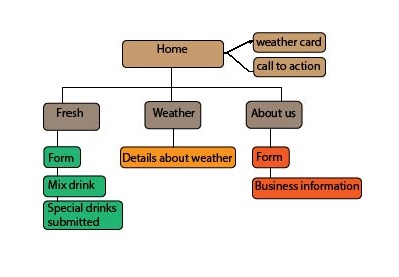 Home
weather card
call to action
Fresh
Weather
About us
Form
Details about weather
Form
Mix drink
Business information
Special drinks
submitted